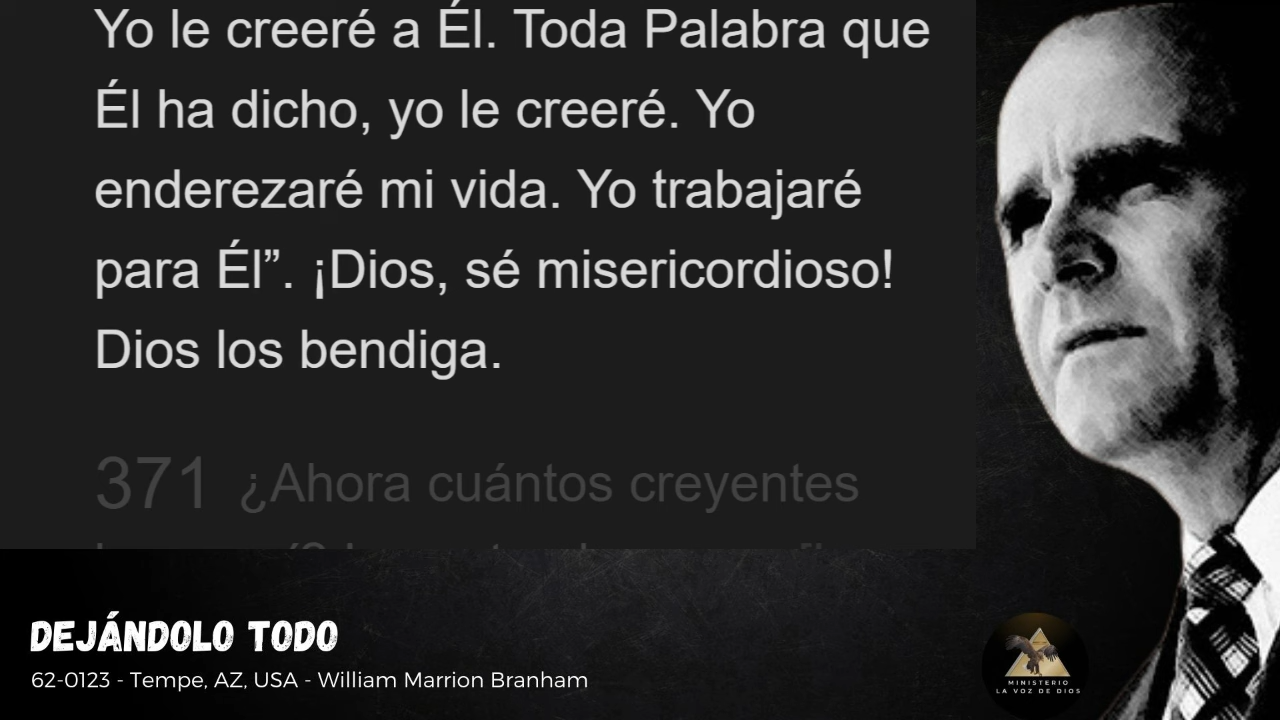 Yo le creeré a Él. Toda Palabra que
Él ha dicho, yo le creeré. Yo
enderezaré mi vida. Yo trabajaré
para Él”. ¡Dios, sé misericordioso!
Dios los bendiga.
371 ¿Ahora cuántos creyentes
DEJÁNDOLO TODO
62-0123 - Tempe, AZ, USA - William Marrion Branham
MINISTERIO
LA VOZ DE DIOS